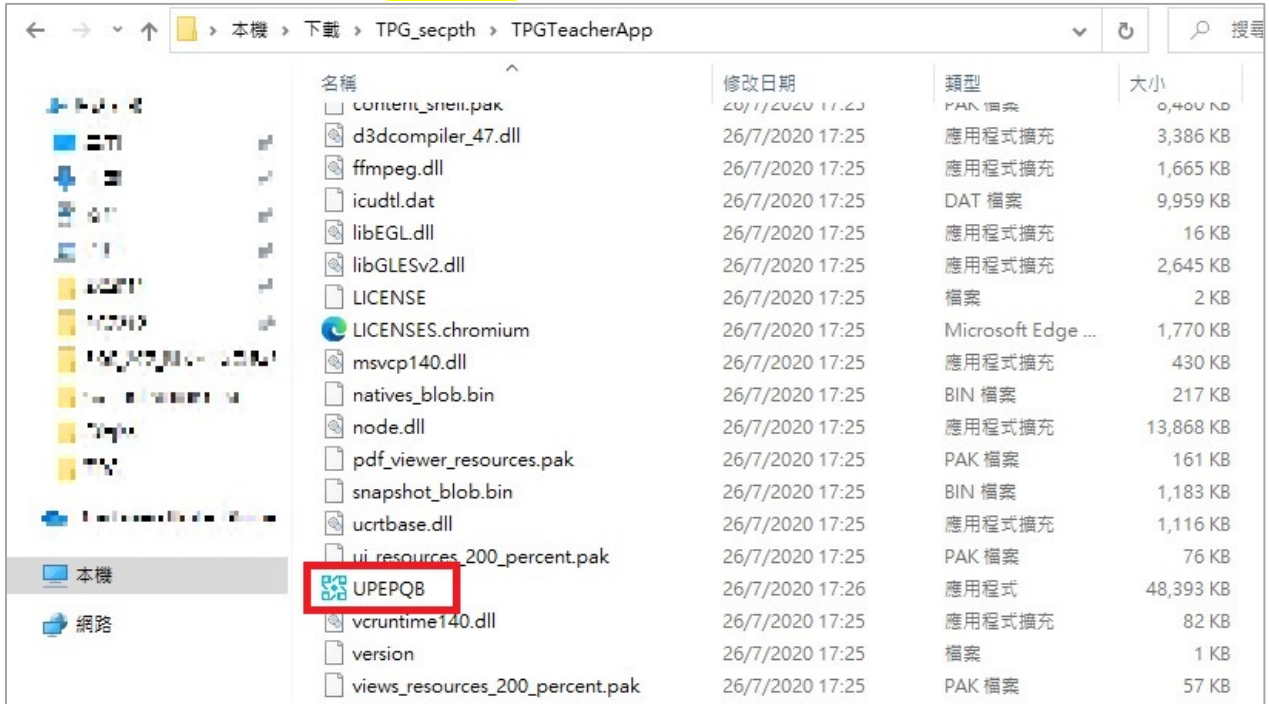 本機 › 下載 › TPG_secpth › TPGTeacherApp 搜尋
名稱 修改日期 類型 大小
content_shell.pak 26/7/2020 17:25 PAK 檔案 8,480 KB
d3dcompiler_47.dll 26/7/2020 17:25 應用程式擴充 3,386 KB
ffmpeg.dll 26/7/2020 17:25 應用程式擴充 1,665 KB
icudtl.dat 26/7/2020 17:25 DAT 檔案 9,959 KB
libEGL.dll 26/7/2020 17:25 應用程式擴充 16 KB
libGLESv2.dll 26/7/2020 17:25 應用程式擴充 2,645 KB
LICENSE 26/7/2020 17:25 檔案 2 KB
LICENSES.chromium 26/7/2020 17:25 Microsoft Edge ... 1,770 KB
msvcp140.dll 26/7/2020 17:25 應用程式擴充 430 KB
natives_blob.bin 26/7/2020 17:25 BIN 檔案 217 KB
node.dll 26/7/2020 17:25 應用程式擴充 13,868 KB
pdf_viewer_resources.pak 26/7/2020 17:25 PAK 檔案 161 KB
snapshot_blob.bin 26/7/2020 17:25 BIN 檔案 1,183 KB
ucrtbase.dll 26/7/2020 17:25 應用程式擴充 1,116 KB
ui_resources_200_percent.pak 26/7/2020 17:25 PAK 檔案 76 KB
本機
UPEPQB 26/7/2020 17:26 應用程式 48,393 KB
網路
vcruntime140.dll 26/7/2020 17:25 應用程式擴充 82 KB
version 26/7/2020 17:25 檔案 1 KB
views_resources_200_percent.pak 26/7/2020 17:25 PAK 檔案 57 KB